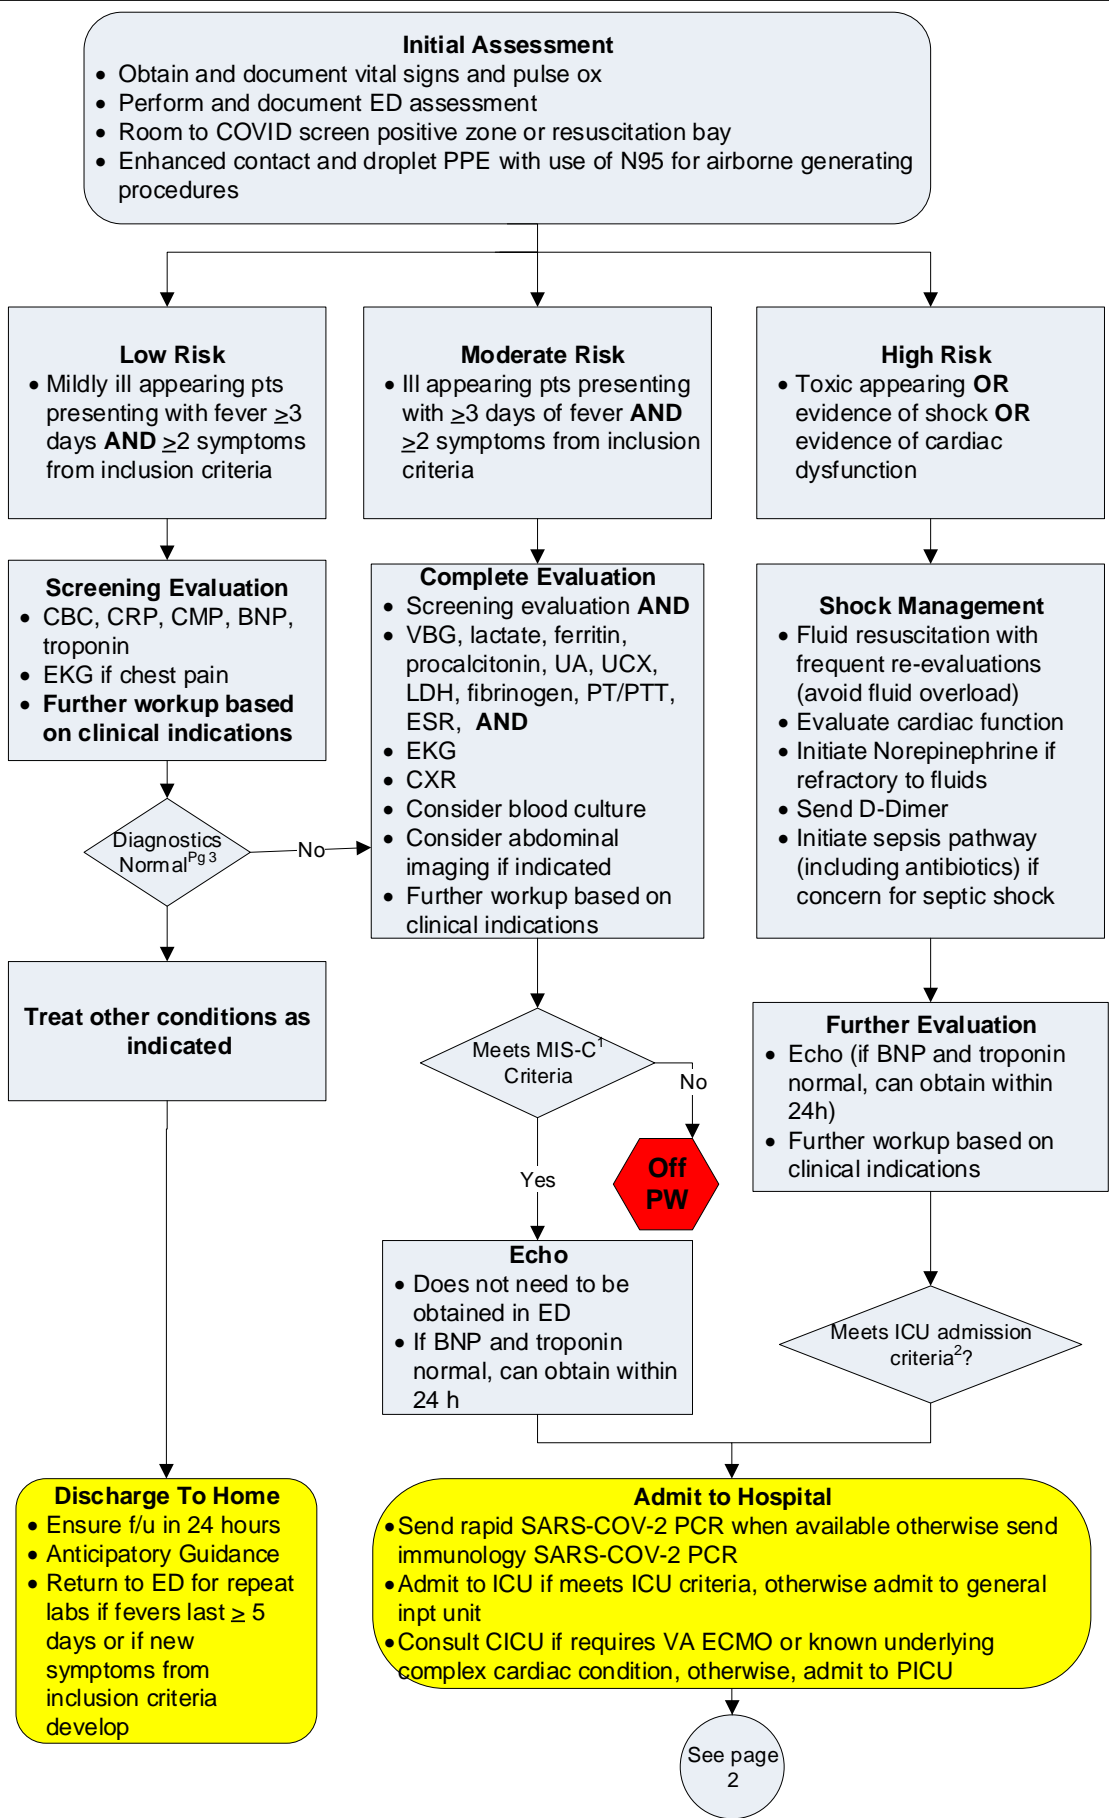 Initial Assessment
• Obtain and document vital signs and pulse ox
• Perform and document ED assessment
• Room to COVID screen positive zone or resuscitation bay
• Enhanced contact and droplet PPE with use of N95 for airborne generating
procedures
Low Risk
• Mildly ill appearing pts
presenting with fever ≥3
days AND ≥2 symptoms
from inclusion criteria
Moderate Risk
• Ill appearing pts presenting
with ≥3 days of fever AND
≥2 symptoms from inclusion
criteria
High Risk
• Toxic appearing OR
evidence of shock OR
evidence of cardiac
dysfunction
Screening Evaluation
• CBC, CRP, CMP, BNP,
troponin
• EKG if chest pain
• Further workup based
on clinical indications
Complete Evaluation
• Screening evaluation AND
• VBG, lactate, ferritin,
procalcitonin, UA, UCX,
LDH, fibrinogen, PT/PTT,
ESR, AND
• EKG
• CXR
• Consider blood culture
• Consider abdominal
imaging if indicated
• Further workup based on
clinical indications
Shock Management
• Fluid resuscitation with
frequent re-evaluations
(avoid fluid overload)
• Evaluate cardiac function
• Initiate Norepinephrine if
refractory to fluids
• Send D-Dimer
• Initiate sepsis pathway
(including antibiotics) if
concern for septic shock
Diagnostics
Normal Pg 3
No
Treat other conditions as
indicated
Meets MIS-C1
Criteria
No
Off
PW
Yes
Further Evaluation
• Echo (if BNP and troponin
normal, can obtain within
24h)
• Further workup based on
clinical indications
Echo
• Does not need to be
obtained in ED
• If BNP and troponin
normal, can obtain within
24 h
Meets ICU admission
criteria2?
Discharge To Home
• Ensure f/u in 24 hours
• Anticipatory Guidance
• Return to ED for repeat
labs if fevers last ≥ 5
days or if new
symptoms from
inclusion criteria
develop
Admit to Hospital
• Send rapid SARS-COV-2 PCR when available otherwise send
immunology SARS-COV-2 PCR
• Admit to ICU if meets ICU criteria, otherwise admit to general
inpt unit
• Consult CICU if requires VA ECMO or known underlying
complex cardiac condition, otherwise, admit to PICU
See page
2